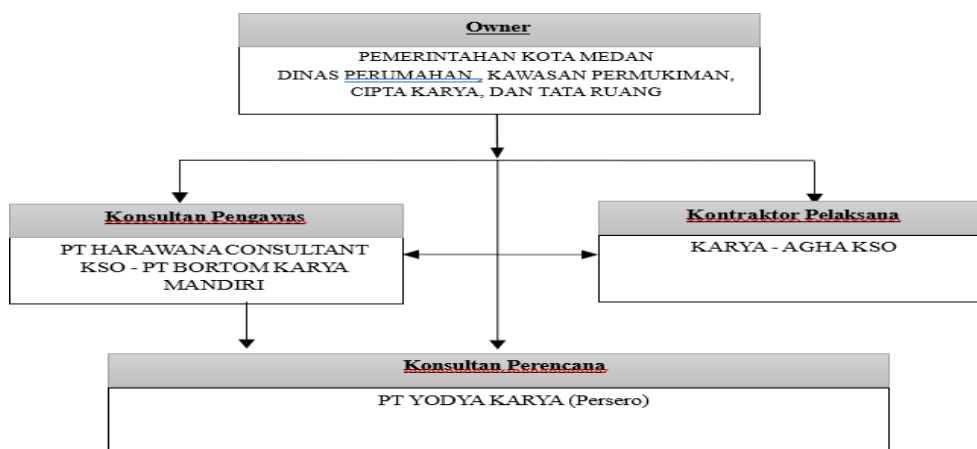 Owner
PEMERINTAHAN KOTA MEDAN
DINAS PERUMAHAN , KAWASAN PERMUKIMAN,
CIPTA KARYA, DAN TATA RUANG
Konsultan Pengawas
PT HARAWANA CONSULTANT
KSO - PT BORTOM KARYA
MANDIRI
Kontraktor Pelaksana
KARYA - AGHA KSO
Konsultan Perencana
PT YODYA KARYA (Persero)